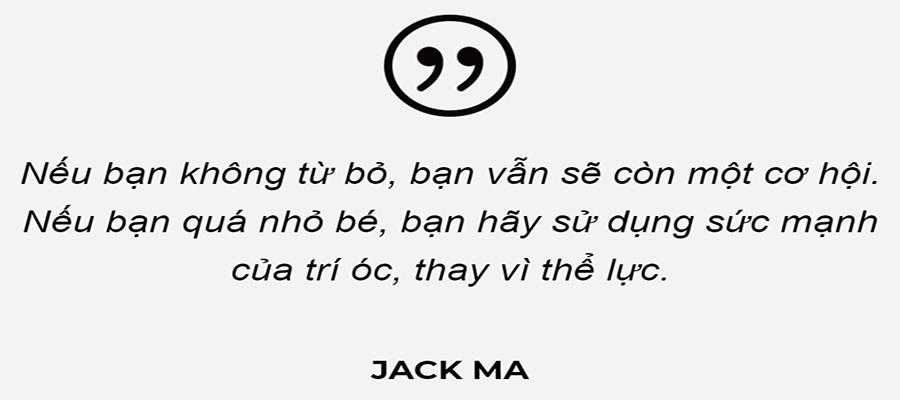 ”
Nếu bạn không từ bỏ, bạn vẫn sẽ còn một cơ hội.
Nếu bạn quá nhỏ bé, bạn hãy sử dụng sức mạnh
của trí óc, thay vì thể lực.
JACK MA